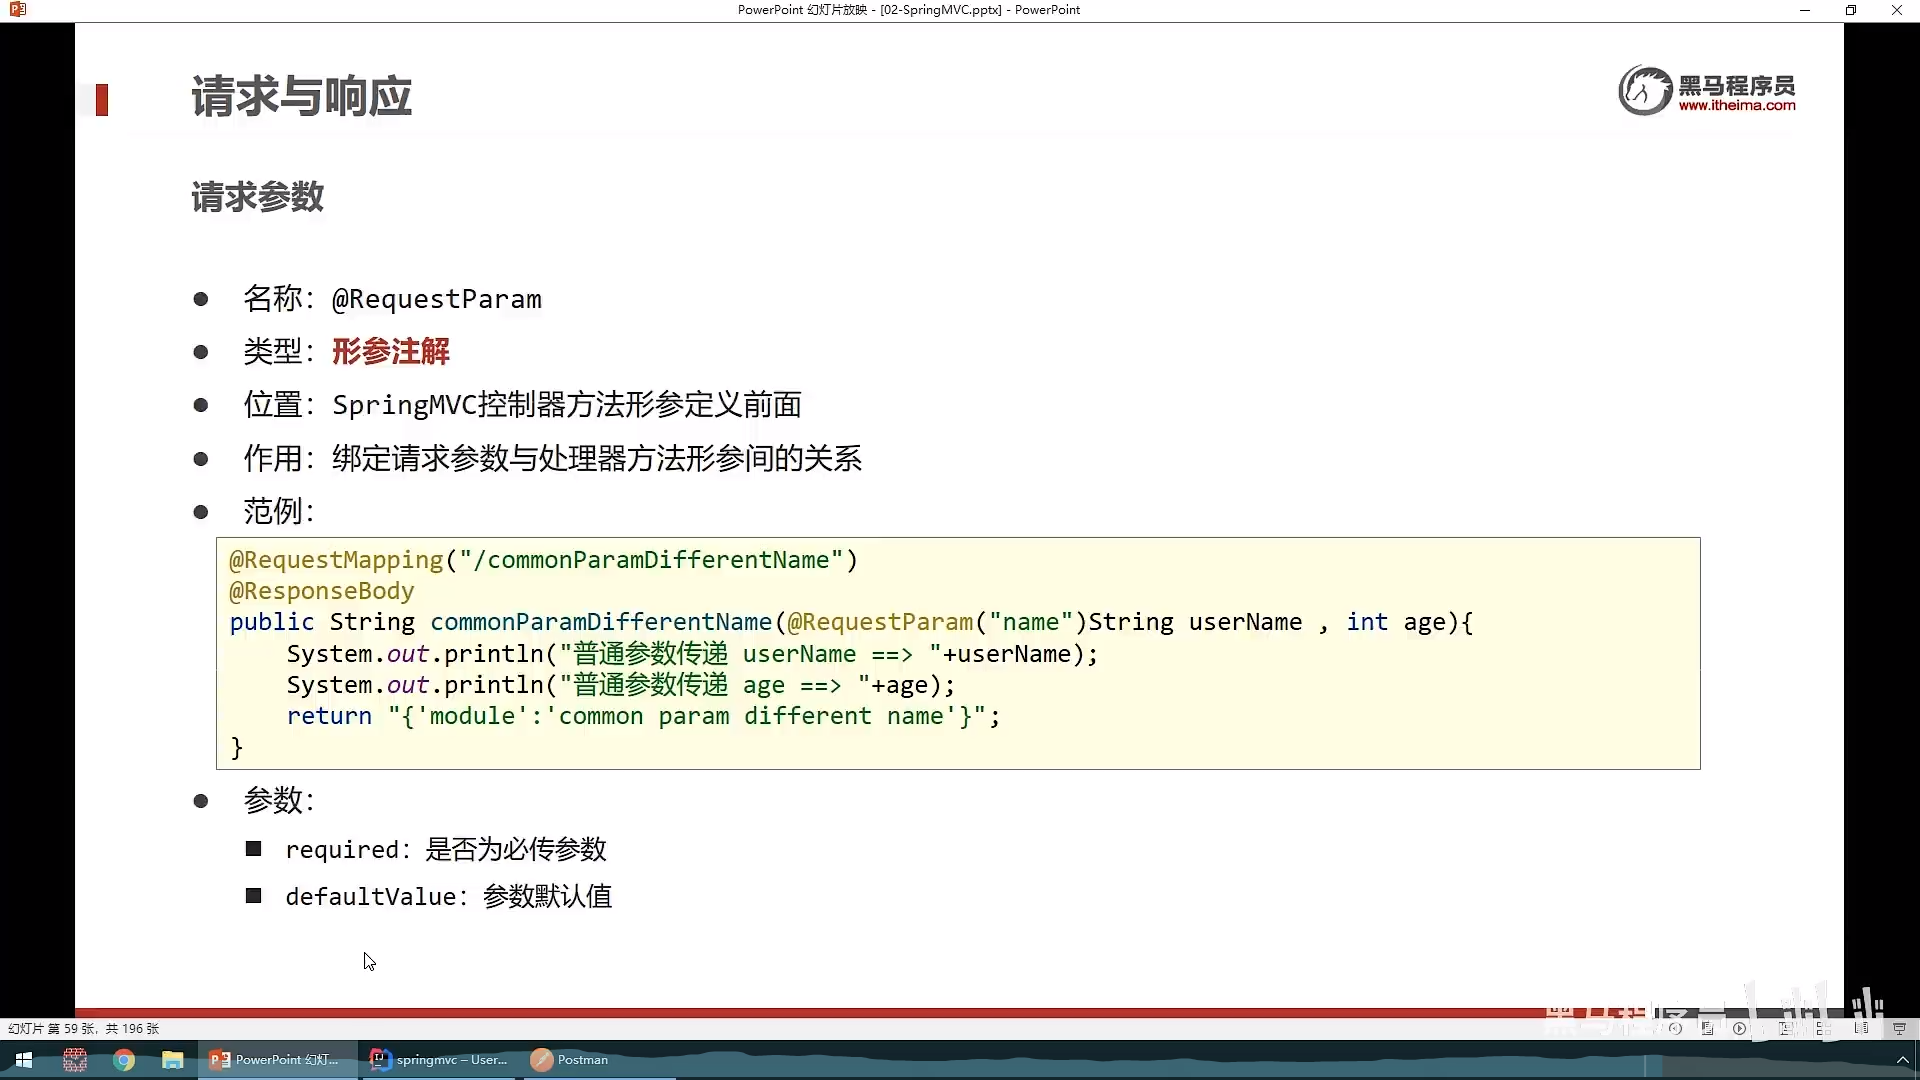 PowerPoint 幻灯片放映 - [02-SpringMVC.pptx] - PowerPoint
请求与响应
黑马程序员
www.itheima.com
请求参数
● 名称：@RequestParam
● 类型：形参注解
● 位置：SpringMVC控制器方法形参定义前面
● 作用：绑定请求参数与处理器方法形参间的关系
● 范例：
@RequestMapping("/commonParamDifferentName")
@ResponseBody
public String commonParamDifferentName(@RequestParam("name")String userName , int age){
    System.out.println("普通参数传递 userName ==> "+userName);
    System.out.println("普通参数传递 age ==> "+age);
    return "{'module':'common param different name'}";
}
● 参数：
■ required：是否为必传参数
■ defaultValue：参数默认值
幻灯片 第 59 张，共 196 张
PowerPoint 幻灯...
springmvc – User...
Postman